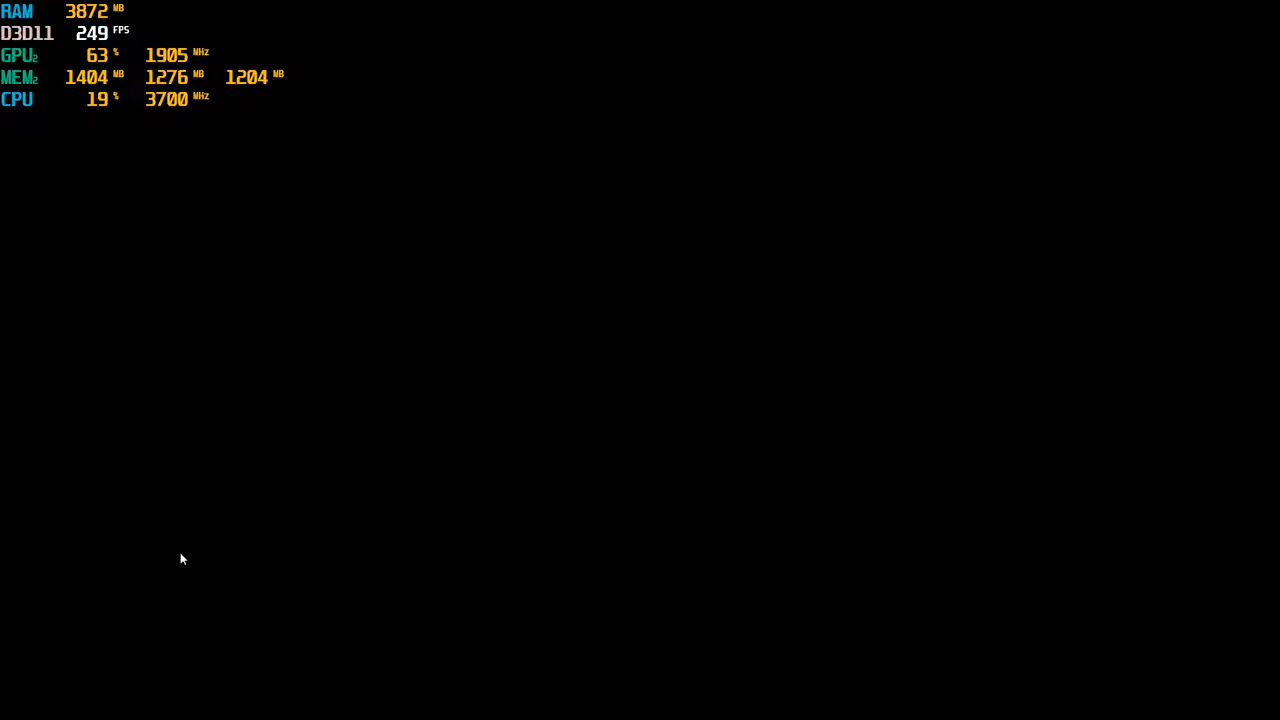 RAM 3872 MB
D3D11 249 FPS
GPU2 63 % 1905 MHz
MEM2 1404 MB 1276 MB 1204 MB
CPU 19 % 3700 MHz